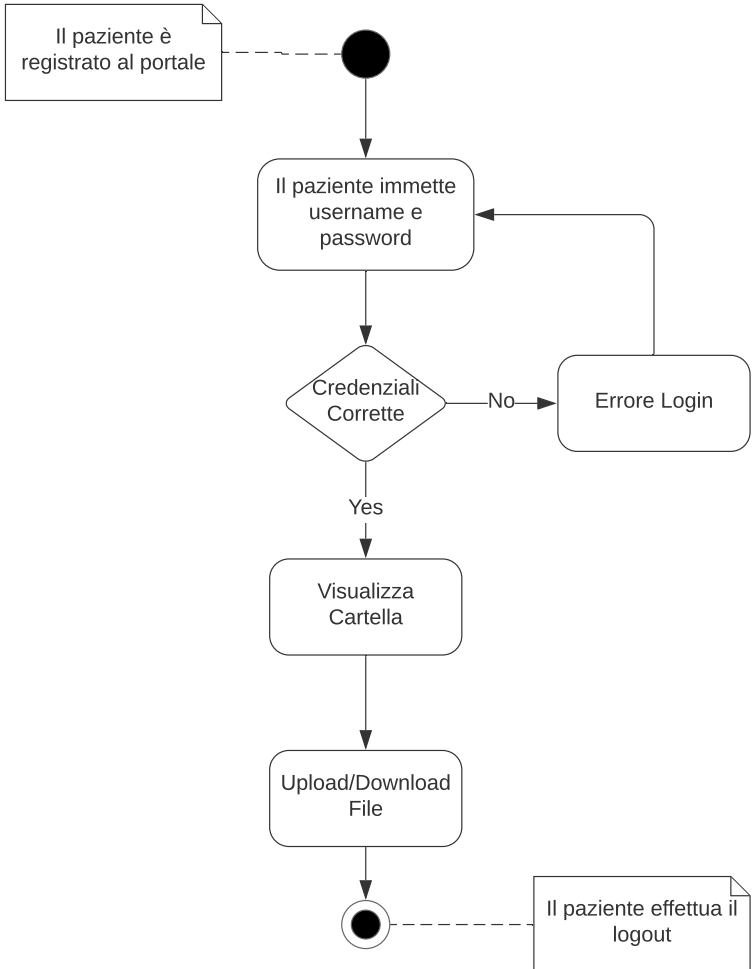 Il paziente è
registrato al portale
Il paziente immette
username e
password
Credenziali
Corrette
No
Errore Login
Yes
Visualizza
Cartella
Upload/Download
File
Il paziente effettua il
logout